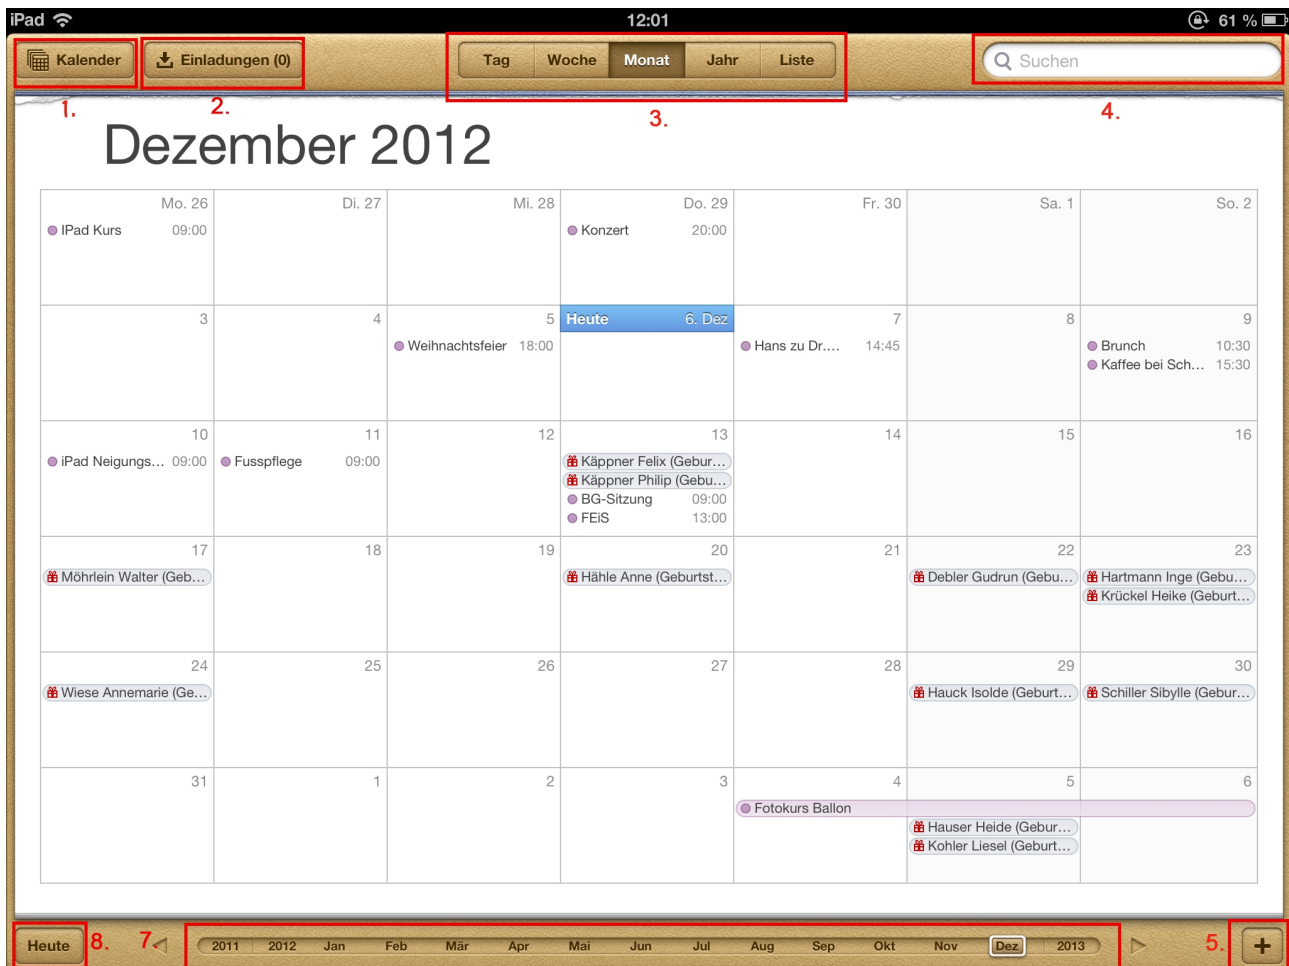 iPad 12:01 61 %
Kalender Einladungen (0) Tag Woche Monat Jahr Liste Suchen
1. 2. 3. 4.
Dezember 2012
Mo. 26 Di. 27 Mi. 28 Do. 29 Fr. 30 Sa. 1 So. 2
IPad Kurs 09:00 Konzert 20:00
3 4 5 Heute 6. Dez 7 8 9
Weihnachtsfeier 18:00 Hans zu Dr.... 14:45 Brunch 10:30
Kaffee bei Sch... 15:30
10 11 12 13 14 15 16
iPad Neigungs... 09:00 Fusspflege 09:00 Käppner Felix (Gebur...
Käppner Philip (Gebu...
BG-Sitzung 09:00
FEiS 13:00
17 18 19 20 21 22 23
Möhrlein Walter (Geb... Hähle Anne (Geburtst... Debler Gudrun (Gebu... Hartmann Inge (Gebu...
Krückel Heike (Geburt...
24 25 26 27 28 29 30
Wiese Annemarie (Ge... Hauck Isolde (Geburt... Schiller Sibylle (Gebur...
31 1 2 3 4 5 6
Fotokurs Ballon
Hauser Heide (Gebur...
Kohler Liesel (Geburt...
Heute 8. 7. 2011 2012 Jan Feb Mär Apr Mai Jun Jul Aug Sep Okt Nov Dez 2013 5. +